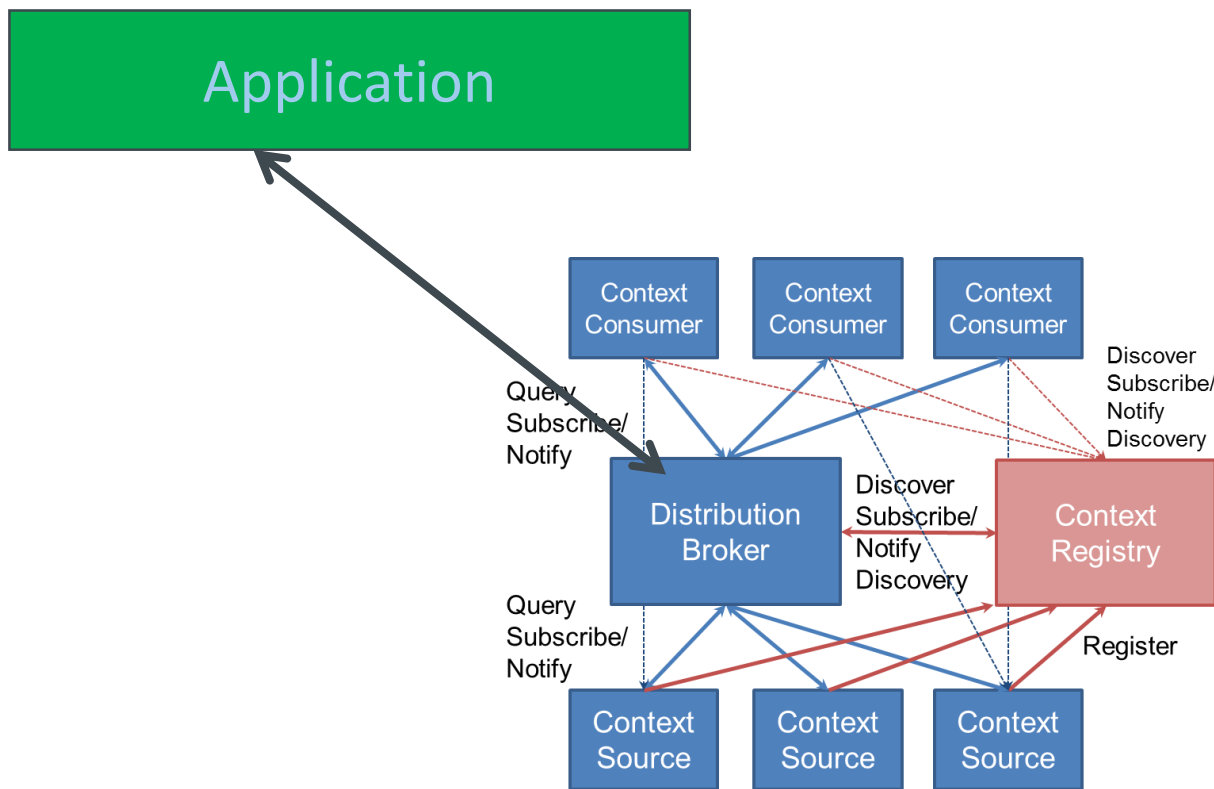 Application
Context
Consumer
Context
Consumer
Context
Consumer
Discover
Subscribe/
Notify
Discovery
Query
Subscribe/
Notify
Distribution
Broker
Discover
Subscribe/
Notify
Discovery
Context
Registry
Query
Subscribe/
Notify
Register
Context
Source
Context
Source
Context
Source